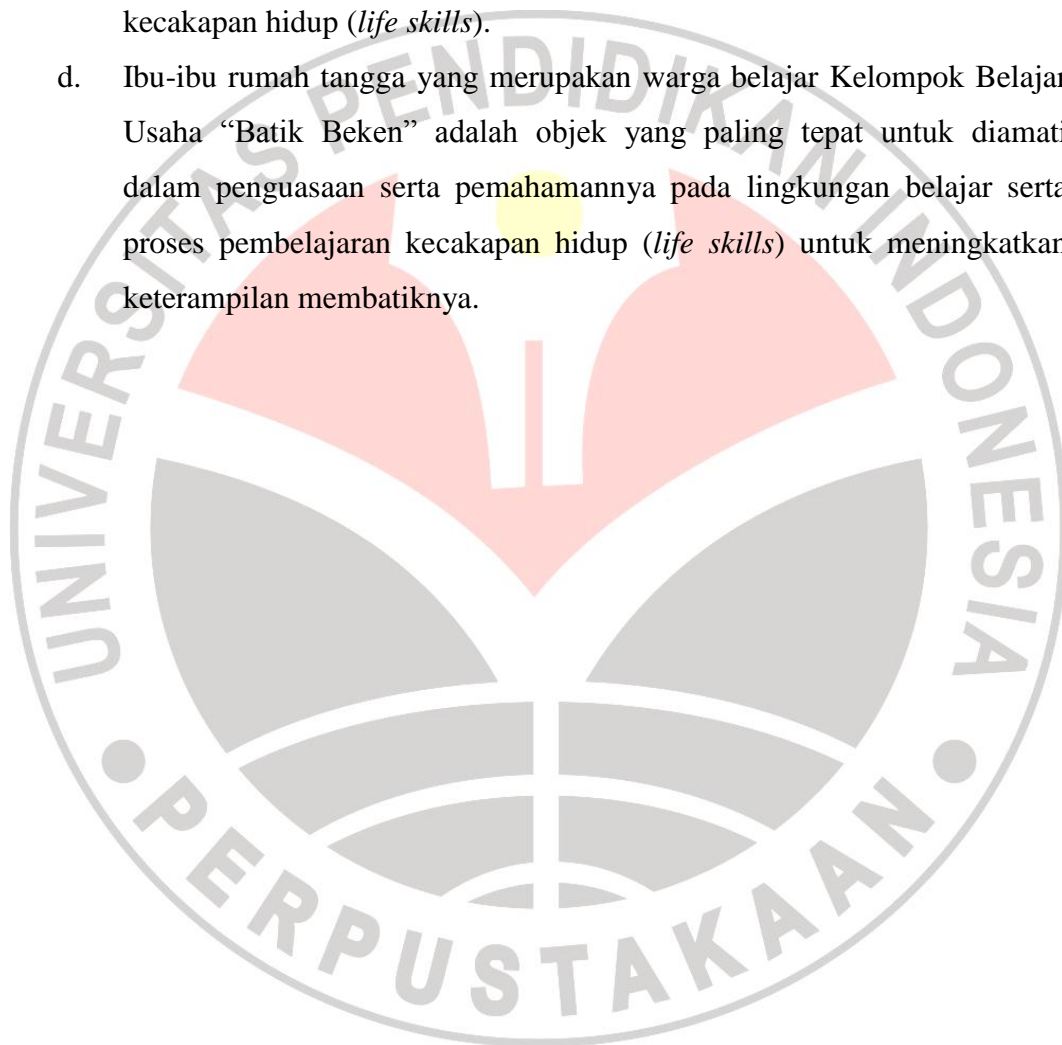 kecakapan hidup (life skills).
d. Ibu-ibu rumah tangga yang merupakan warga belajar Kelompok Belajar
Usaha “Batik Beken” adalah objek yang paling tepat untuk diamati
dalam penguasaan serta pemahamannya pada lingkungan belajar serta
proses pembelajaran kecakapan hidup (life skills) untuk meningkatkan
keterampilan membatiknya.
UNIVERSITAS PENDIDIKAN INDONESIA
PERPUSTAKAAN